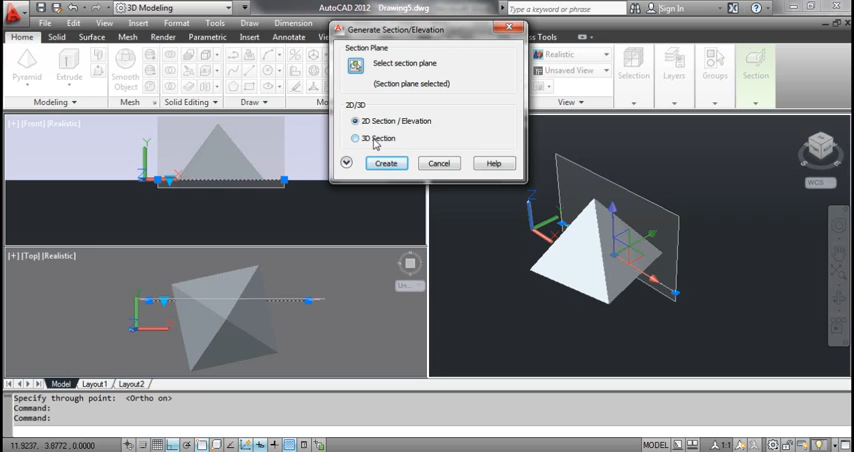 3D Modeling
AutoCAD 2012 Drawing5.dwg
Type a keyword or phrase
Sign In
File Edit View Insert Format Tools Draw Dimension
Home Solid Surface Mesh Render Parametric Insert Annotate
ss Tools
Pyramid
Extrude
Smooth
Object
Realistic
Unsaved View
Selection
Layers
Groups
Section
Modeling
Mesh
Solid Editing
Draw
View
Generate Section/Elevation
Section Plane
Select section plane
(Section plane selected)
2D/3D
2D Section / Elevation
3D Section
Create
Cancel
Help
[+] [Front] [Realistic]
Y
X
[+] [Top] [Realistic]
Un...
Z
Y
X
WCS
Model Layout1 Layout2
Specify through point: <Ortho on>
Command:
Command:
11.9237, 3.8772, 0.0000
MODEL
1:1